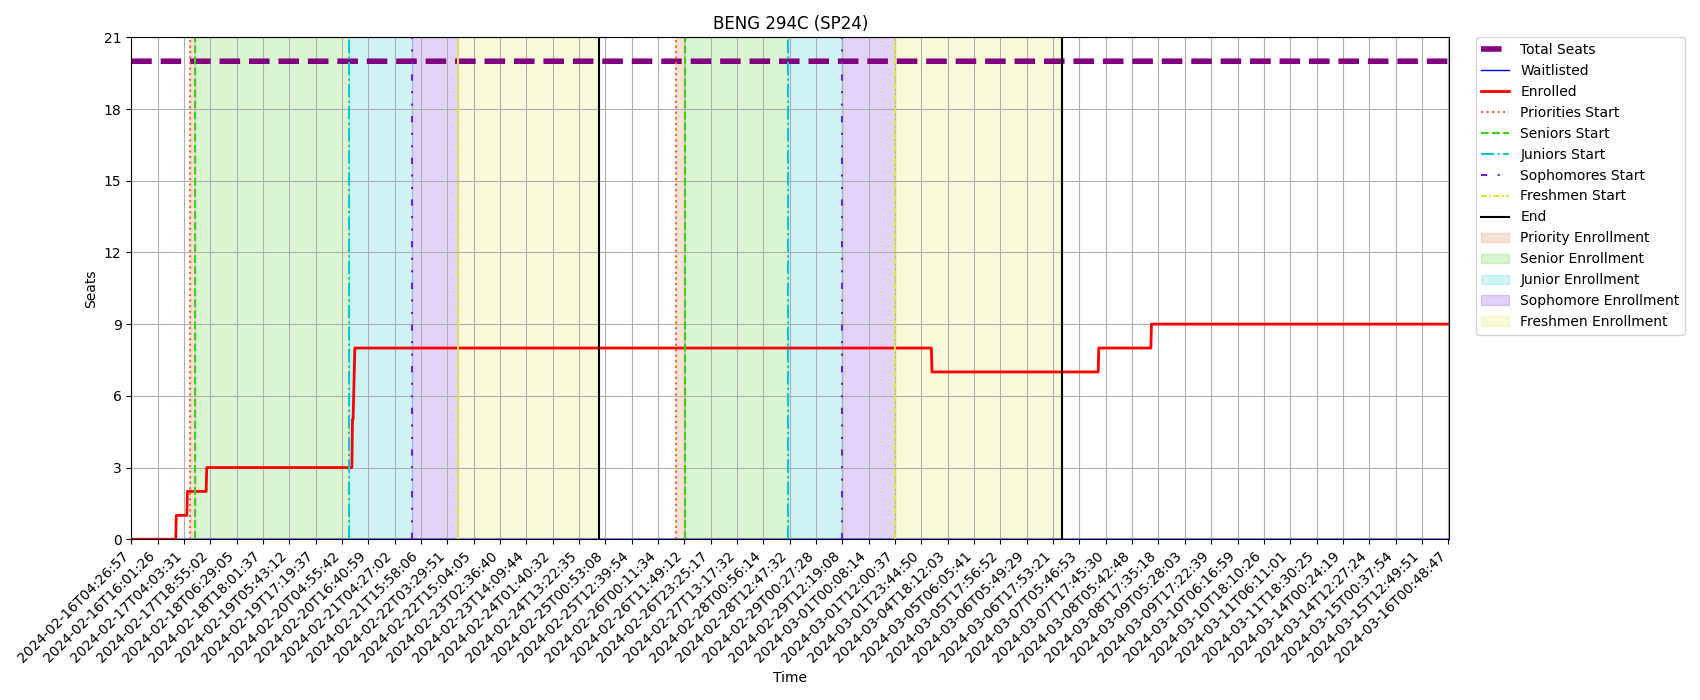 BENG 294C (SP24)
21
18
15
12
9
6
3
0
Seats
2024-02-16T04:26:57
2024-02-16T16:01:26
2024-02-17T04:03:31
2024-02-17T18:55:02
2024-02-18T06:29:05
2024-02-18T18:01:37
2024-02-19T05:43:12
2024-02-19T17:19:37
2024-02-20T04:55:42
2024-02-20T16:40:59
2024-02-21T04:27:02
2024-02-21T15:58:06
2024-02-22T03:29:51
2024-02-22T15:04:05
2024-02-23T02:36:40
2024-02-23T14:09:44
2024-02-24T01:40:32
2024-02-24T13:22:35
2024-02-25T00:53:08
2024-02-25T12:39:54
2024-02-26T00:11:34
2024-02-26T11:49:12
2024-02-26T23:25:17
2024-02-27T13:17:32
2024-02-28T00:56:14
2024-02-28T12:47:32
2024-02-29T00:27:28
2024-02-29T12:19:08
2024-03-01T00:08:14
2024-03-01T12:00:37
2024-03-01T23:44:50
2024-03-04T18:12:03
2024-03-05T06:05:41
2024-03-05T17:56:52
2024-03-06T05:49:29
2024-03-06T17:53:21
2024-03-07T05:46:53
2024-03-07T17:45:30
2024-03-08T05:42:48
2024-03-08T17:35:18
2024-03-09T05:28:03
2024-03-09T17:22:39
2024-03-10T06:16:59
2024-03-10T18:10:26
2024-03-11T06:11:01
2024-03-11T18:30:25
2024-03-14T00:24:19
2024-03-14T12:27:24
2024-03-15T00:37:54
2024-03-15T12:49:51
2024-03-16T00:48:47
Time
Total Seats
Waitlisted
Enrolled
Priorities Start
Seniors Start
Juniors Start
Sophomores Start
Freshmen Start
End
Priority Enrollment
Senior Enrollment
Junior Enrollment
Sophomore Enrollment
Freshmen Enrollment